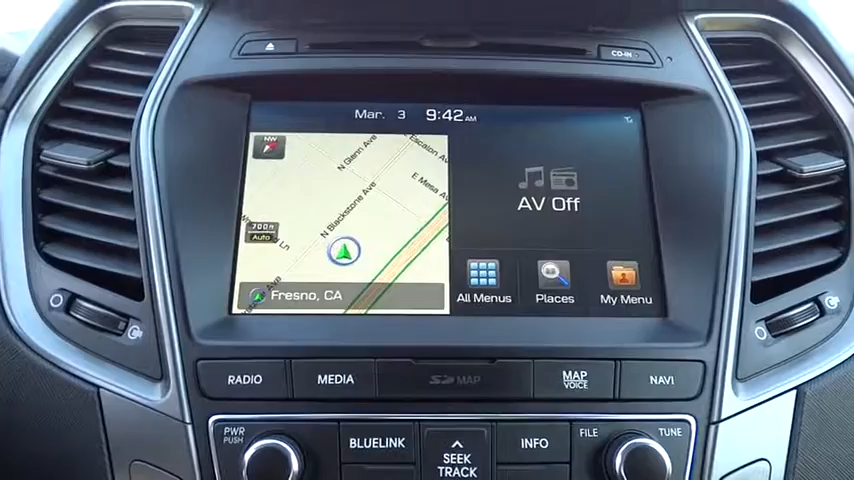 CD-IN
Mar. 3 9:42 AM
NW
N Glenn Ave
Escalon Ave
E Mesa Av
N Blackstone Ave
700ft
Auto
Ln
Fresno, CA
AV Off
All Menus
Places
My Menu
RADIO
MEDIA
SD MAP
MAP
VOICE
NAVI
PWR
PUSH
BLUELINK
SEEK
TRACK
INFO
FILE
TUNE